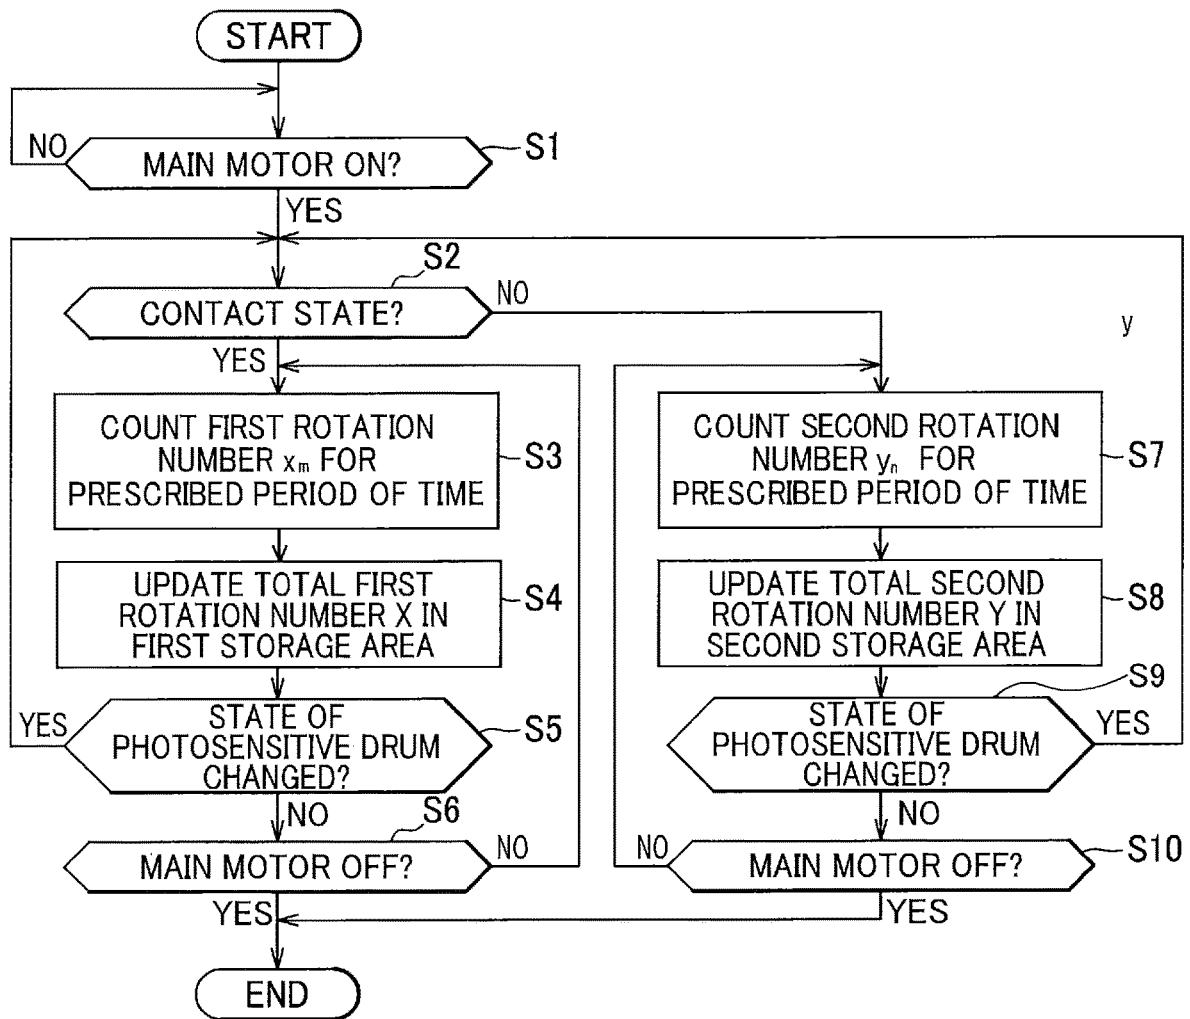 START
NO
MAIN MOTOR ON?
S1
YES
S2
CONTACT STATE?
NO
y
YES
COUNT FIRST ROTATION
NUMBER xm FOR
PRESCRIBED PERIOD OF TIME
S3
COUNT SECOND ROTATION
NUMBER yn FOR
PRESCRIBED PERIOD OF TIME
S7
UPDATE TOTAL FIRST
ROTATION NUMBER X IN
FIRST STORAGE AREA
S4
UPDATE TOTAL SECOND
ROTATION NUMBER Y IN
SECOND STORAGE AREA
S8
YES
STATE OF
PHOTOSENSITIVE DRUM
CHANGED?
S5
S9
STATE OF
PHOTOSENSITIVE DRUM
CHANGED?
YES
NO
S6
MAIN MOTOR OFF?
NO
NO
NO
MAIN MOTOR OFF?
S10
YES
YES
END